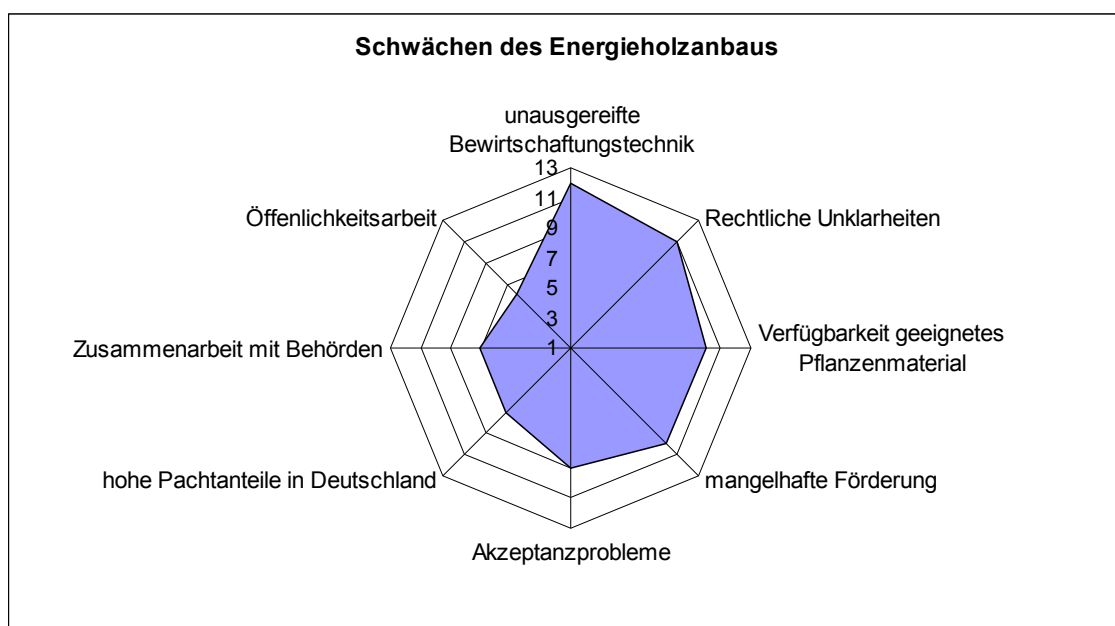 Schwächen des Energieholzanbaus
unausgereifte
Bewirtschaftungstechnik
13
11
9
7
5
3
1
Öffenlichkeitsarbeit
Rechtliche Unklarheiten
Zusammenarbeit mit Behörden
Verfügbarkeit geeignetes
Pflanzenmaterial
hohe Pachtanteile in Deutschland
mangelhafte Förderung
Akzeptanzprobleme